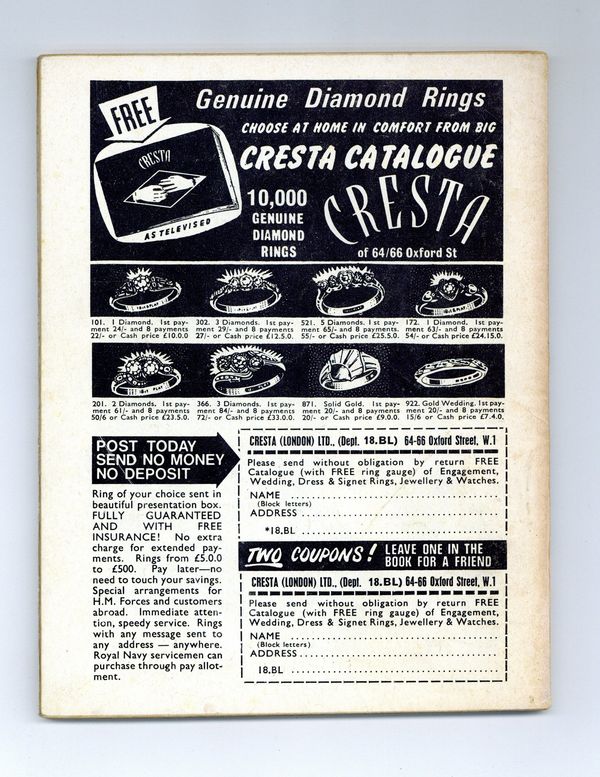 FREE
Genuine Diamond Rings
CHOOSE AT HOME IN COMFORT FROM BIG
CRESTA CATALOGUE
CRESTA
AS TELEVISED
10,000
GENUINE
DIAMOND
RINGS
CRESTA
of 64/66 Oxford St
101. 1 Diamond. 1st pay-
ment 24/- and 8 payments
22/- or Cash price £10.0.0
302. 3 Diamonds. 1st pay-
ment 29/- and 8 payments
27/- or Cash price £12.5.0.
521. 5 Diamonds. 1st pay-
ment 65/- and 8 payments
55/- or Cash price £25.5.0.
172. 1 Diamond. 1st pay-
ment 63/- and 8 payments
54/- or Cash price £24.15.0.
201. 2 Diamonds. 1st pay-
ment 61/- and 8 payments
50/6 or Cash price £23.5.0.
366. 3 Diamonds. 1st pay-
ment 84/- and 8 payments
72/- or Cash price £33.0.0.
871. Solid Gold. 1st pay-
ment 20/- and 8 payments
20/- or Cash price £9.0.0.
922. Gold Wedding. 1st pay-
ment 20/- and 8 payments
15/6 or Cash price £7.4.0.
POST TODAY
SEND NO MONEY
NO DEPOSIT
Ring of your choice sent in
beautiful presentation box.
FULLY GUARANTEED
AND WITH FREE
INSURANCE! No extra
charge for extended pay-
ments. Rings from £5.0.0
to £500. Pay later—no
need to touch your savings.
Special arrangements for
H.M. Forces and customers
abroad. Immediate atten-
tion, speedy service. Rings
with any message sent to
any address — anywhere.
Royal Navy servicemen can
purchase through pay allot-
ment.
CRESTA (LONDON) LTD., (Dept. 18.BL) 64-66 Oxford Street, W.1
Please send without obligation by return FREE
Catalogue (with FREE ring gauge) of Engagement,
Wedding, Dress & Signet Rings, Jewellery & Watches.
NAME
(Block letters)
ADDRESS
*18.BL
TWO COUPONS! LEAVE ONE IN THE
BOOK FOR A FRIEND
CRESTA (LONDON) LTD., (Dept. 18.BL) 64-66 Oxford Street, W.1
Please send without obligation by return FREE
Catalogue (with FREE ring gauge) of Engagement,
Wedding, Dress & Signet Rings, Jewellery & Watches.
NAME
(Block letters)
ADDRESS
18.BL